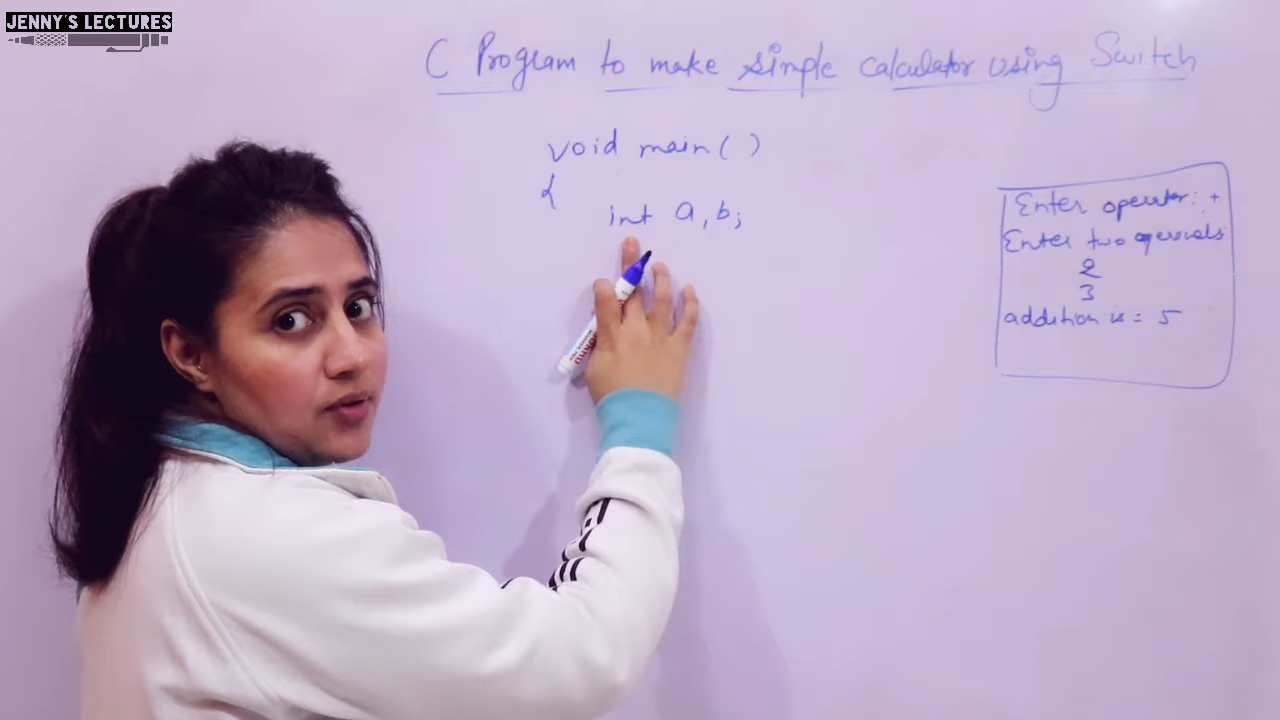 JENNY'S LECTURES
C Program to make simple calculator using Switch
void main( )
{
int a, b;
Enter operator: +
Enter two operands:
2
3
addition is = 5